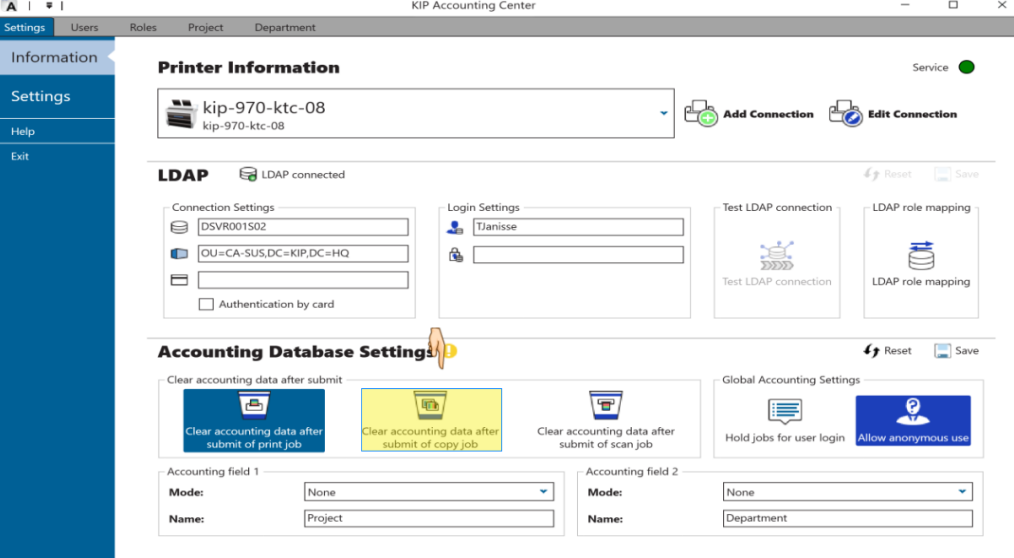 A
KIP Accounting Center
Settings Users Roles Project Department
Information
Settings
Help
Exit
Printer Information
Service
kip-970-ktc-08
kip-970-ktc-08
Add Connection
Edit Connection
LDAP
LDAP connected
Reset
Save
Connection Settings
DSVR001S02
OU=CA-SUS,DC=KIP,DC=HQ
Authentication by card
Login Settings
TJanisse
Test LDAP connection
Test LDAP connection
LDAP role mapping
LDAP role mapping
Accounting Database Settings
Reset
Save
Clear accounting data after submit
Clear accounting data after
submit of print job
Clear accounting data after
submit of copy job
Clear accounting data after
submit of scan job
Global Accounting Settings
Hold jobs for user login
Allow anonymous use
Accounting field 1
Mode: None
Name: Project
Accounting field 2
Mode: None
Name: Department